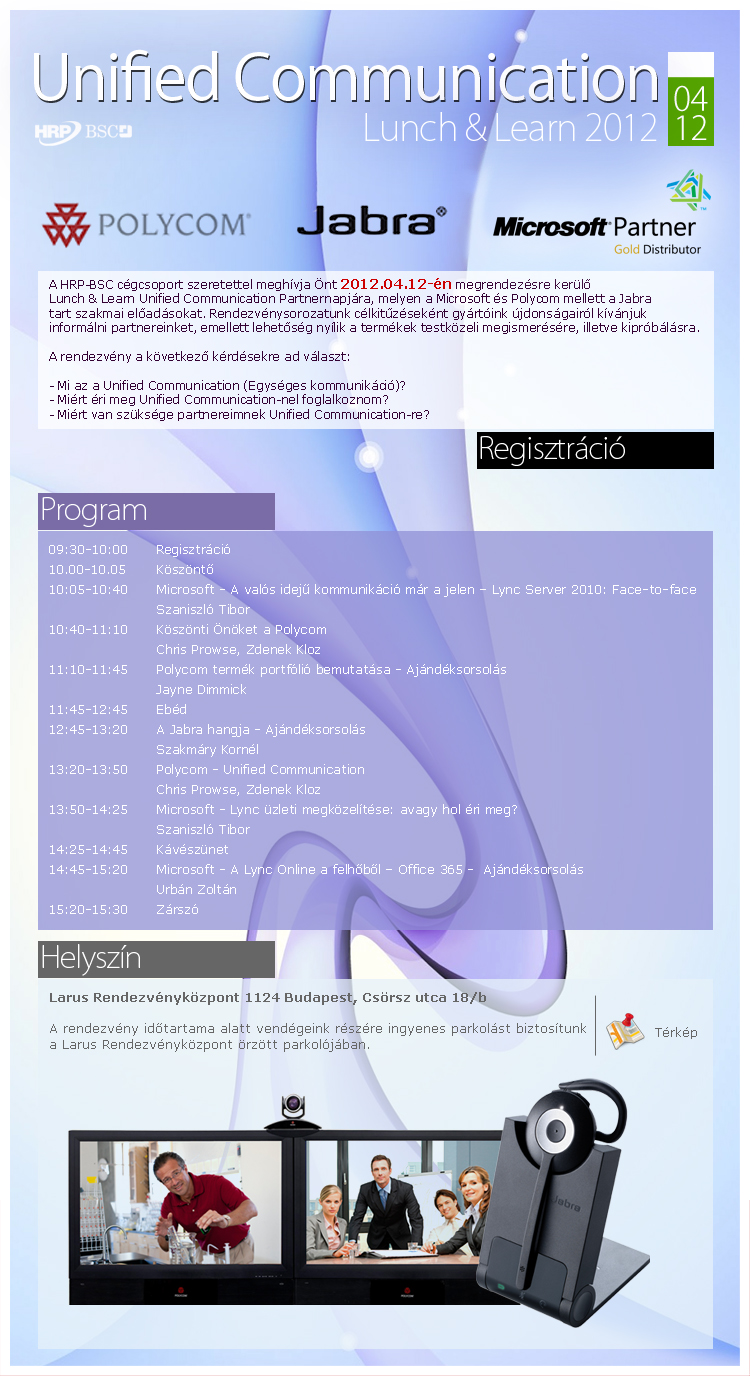 Unified Communication
04
12
Lunch & Learn 2012
HRP BSC
POLYCOM®
Jabra®
Microsoft® Partner
Gold Distributor
A HRP-BSC cégcsoport szeretettel meghívja Önt 2012.04.12-én megrendezésre kerülő
Lunch & Learn Unified Communication Partnernapjára, melyen a Microsoft és Polycom mellett a Jabra
tart szakmai előadásokat. Rendezvénysorozatunk célkitűzéseként gyártóink újdonságairól kívánjuk
informálni partnereinket, emellett lehetőség nyílik a termékek testközeli megismerésére, illetve kipróbálásra.
A rendezvény a következő kérdésekre ad választ:
- Mi az a Unified Communication (Egységes kommunikáció)?
- Miért éri meg Unified Communication-nel foglalkoznom?
- Miért van szüksége partnereimnek Unified Communication-re?
Regisztráció
Program
09:30-10:00 Regisztráció
10.00-10.05 Köszöntő
10:05-10:40 Microsoft - A valós idejű kommunikáció már a jelen – Lync Server 2010: Face-to-face
Szaniszló Tibor
10:40-11:10 Köszönti Önöket a Polycom
Chris Prowse, Zdenek Kloz
11:10-11:45 Polycom termék portfólió bemutatása - Ajándéksorsolás
Jayne Dimmick
11:45-12:45 Ebéd
12:45-13:20 A Jabra hangja - Ajándéksorsolás
Szakmáry Kornél
13:20-13:50 Polycom - Unified Communication
Chris Prowse, Zdenek Kloz
13:50-14:25 Microsoft - Lync üzleti megközelítése: avagy hol éri meg?
Szaniszló Tibor
14:25-14:45 Kávészünet
14:45-15:20 Microsoft - A Lync Online a felhőből – Office 365 - Ajándéksorsolás
Urbán Zoltán
15:20-15:30 Zárszó
Helyszín
Larus Rendezvényközpont 1124 Budapest, Csörsz utca 18/b
A rendezvény időtartama alatt vendégeink részére ingyenes parkolást biztosítunk
a Larus Rendezvényközpont őrzött parkolójában.
Térkép
Jabra
POLYCOM
POLYCOM